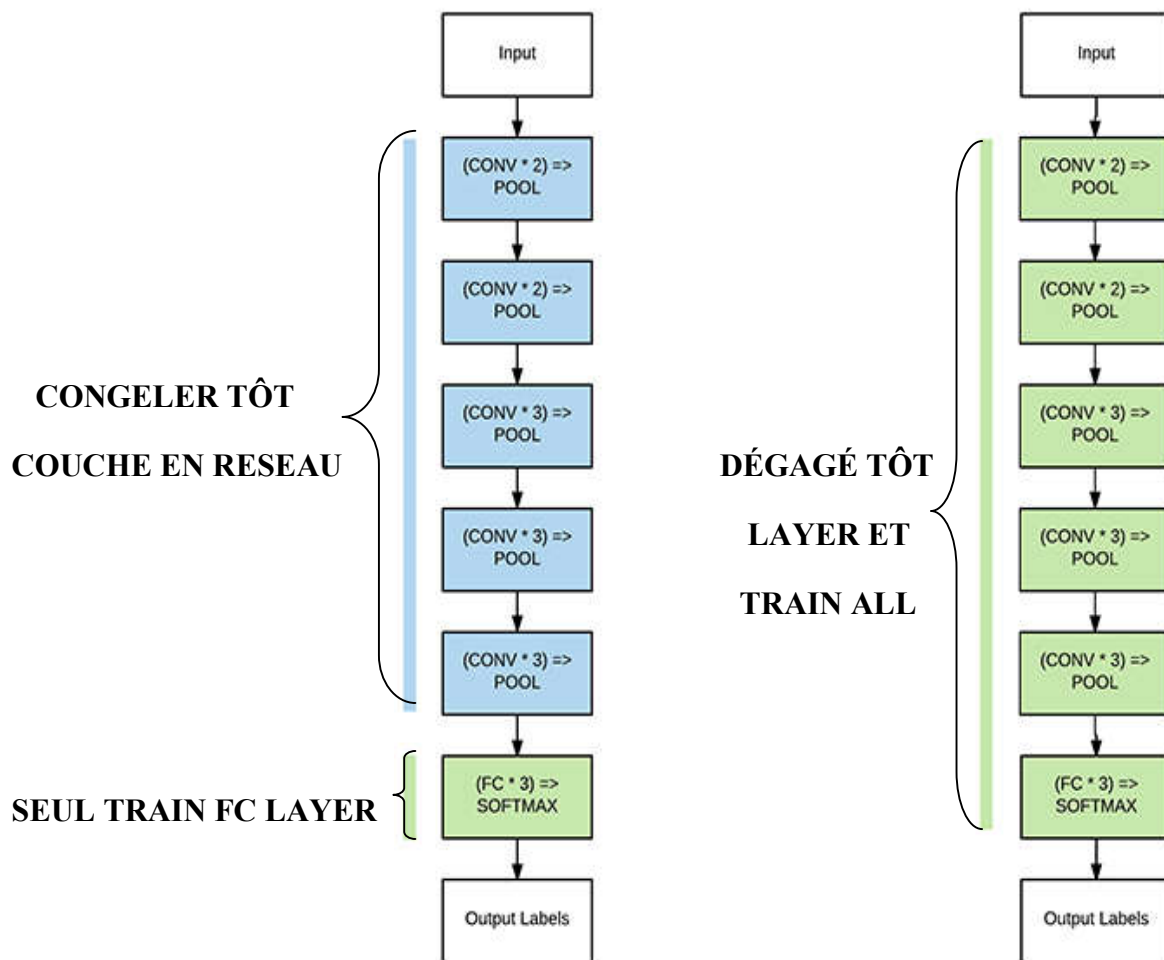 Input
(CONV * 2) =>
POOL
(CONV * 2) =>
POOL
(CONV * 3) =>
POOL
(CONV * 3) =>
POOL
(CONV * 3) =>
POOL
(FC * 3) =>
SOFTMAX
Output Labels
CONGELER TÔT
COUCHE EN RESEAU
SEUL TRAIN FC LAYER
Input
(CONV * 2) =>
POOL
(CONV * 2) =>
POOL
(CONV * 3) =>
POOL
(CONV * 3) =>
POOL
(CONV * 3) =>
POOL
(FC * 3) =>
SOFTMAX
Output Labels
DÉGAGÉ TÔT
LAYER ET
TRAIN ALL